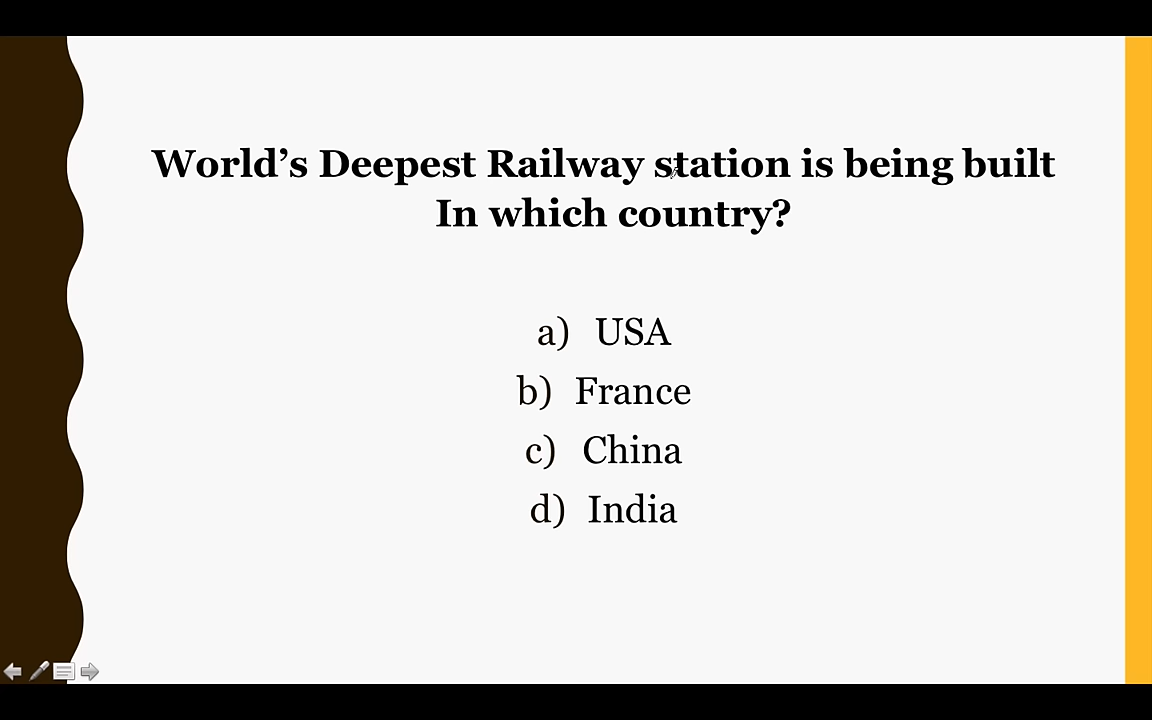 World’s Deepest Railway station is being built
In which country?
a) USA
b) France
c) China
d) India